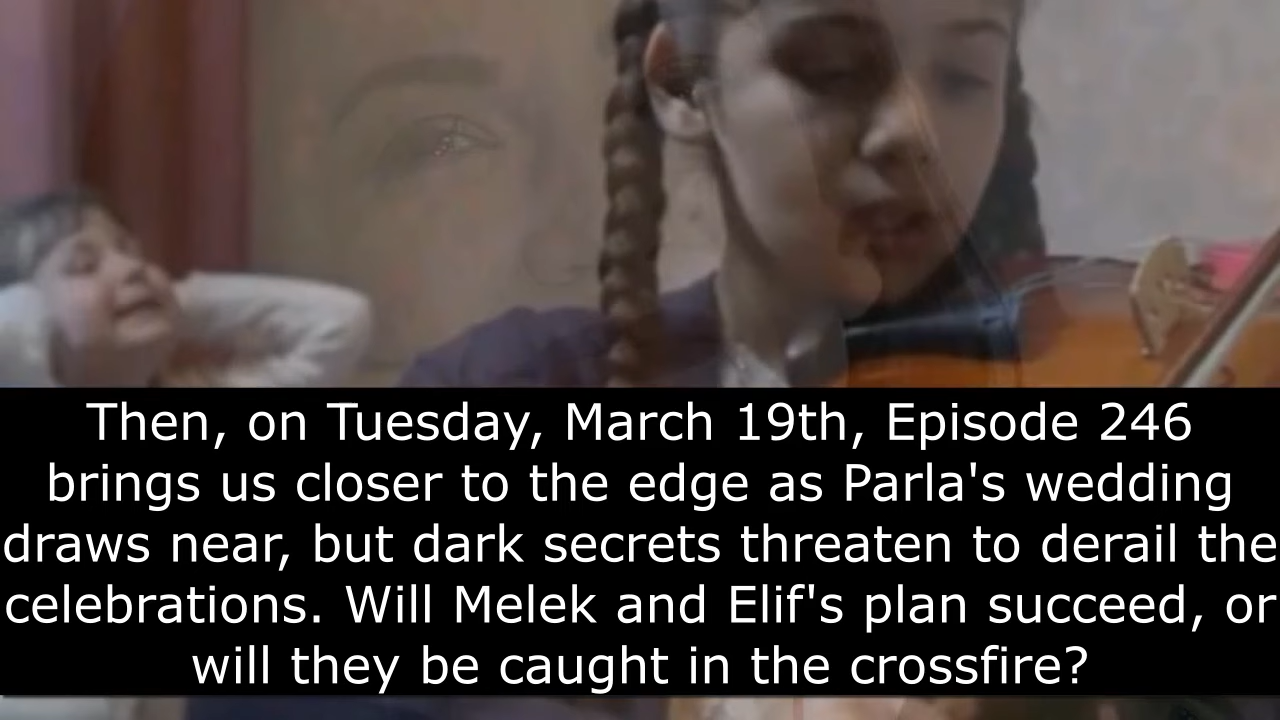 Then, on Tuesday, March 19th, Episode 246
brings us closer to the edge as Parla's wedding
draws near, but dark secrets threaten to derail the
celebrations. Will Melek and Elif's plan succeed, or
will they be caught in the crossfire?